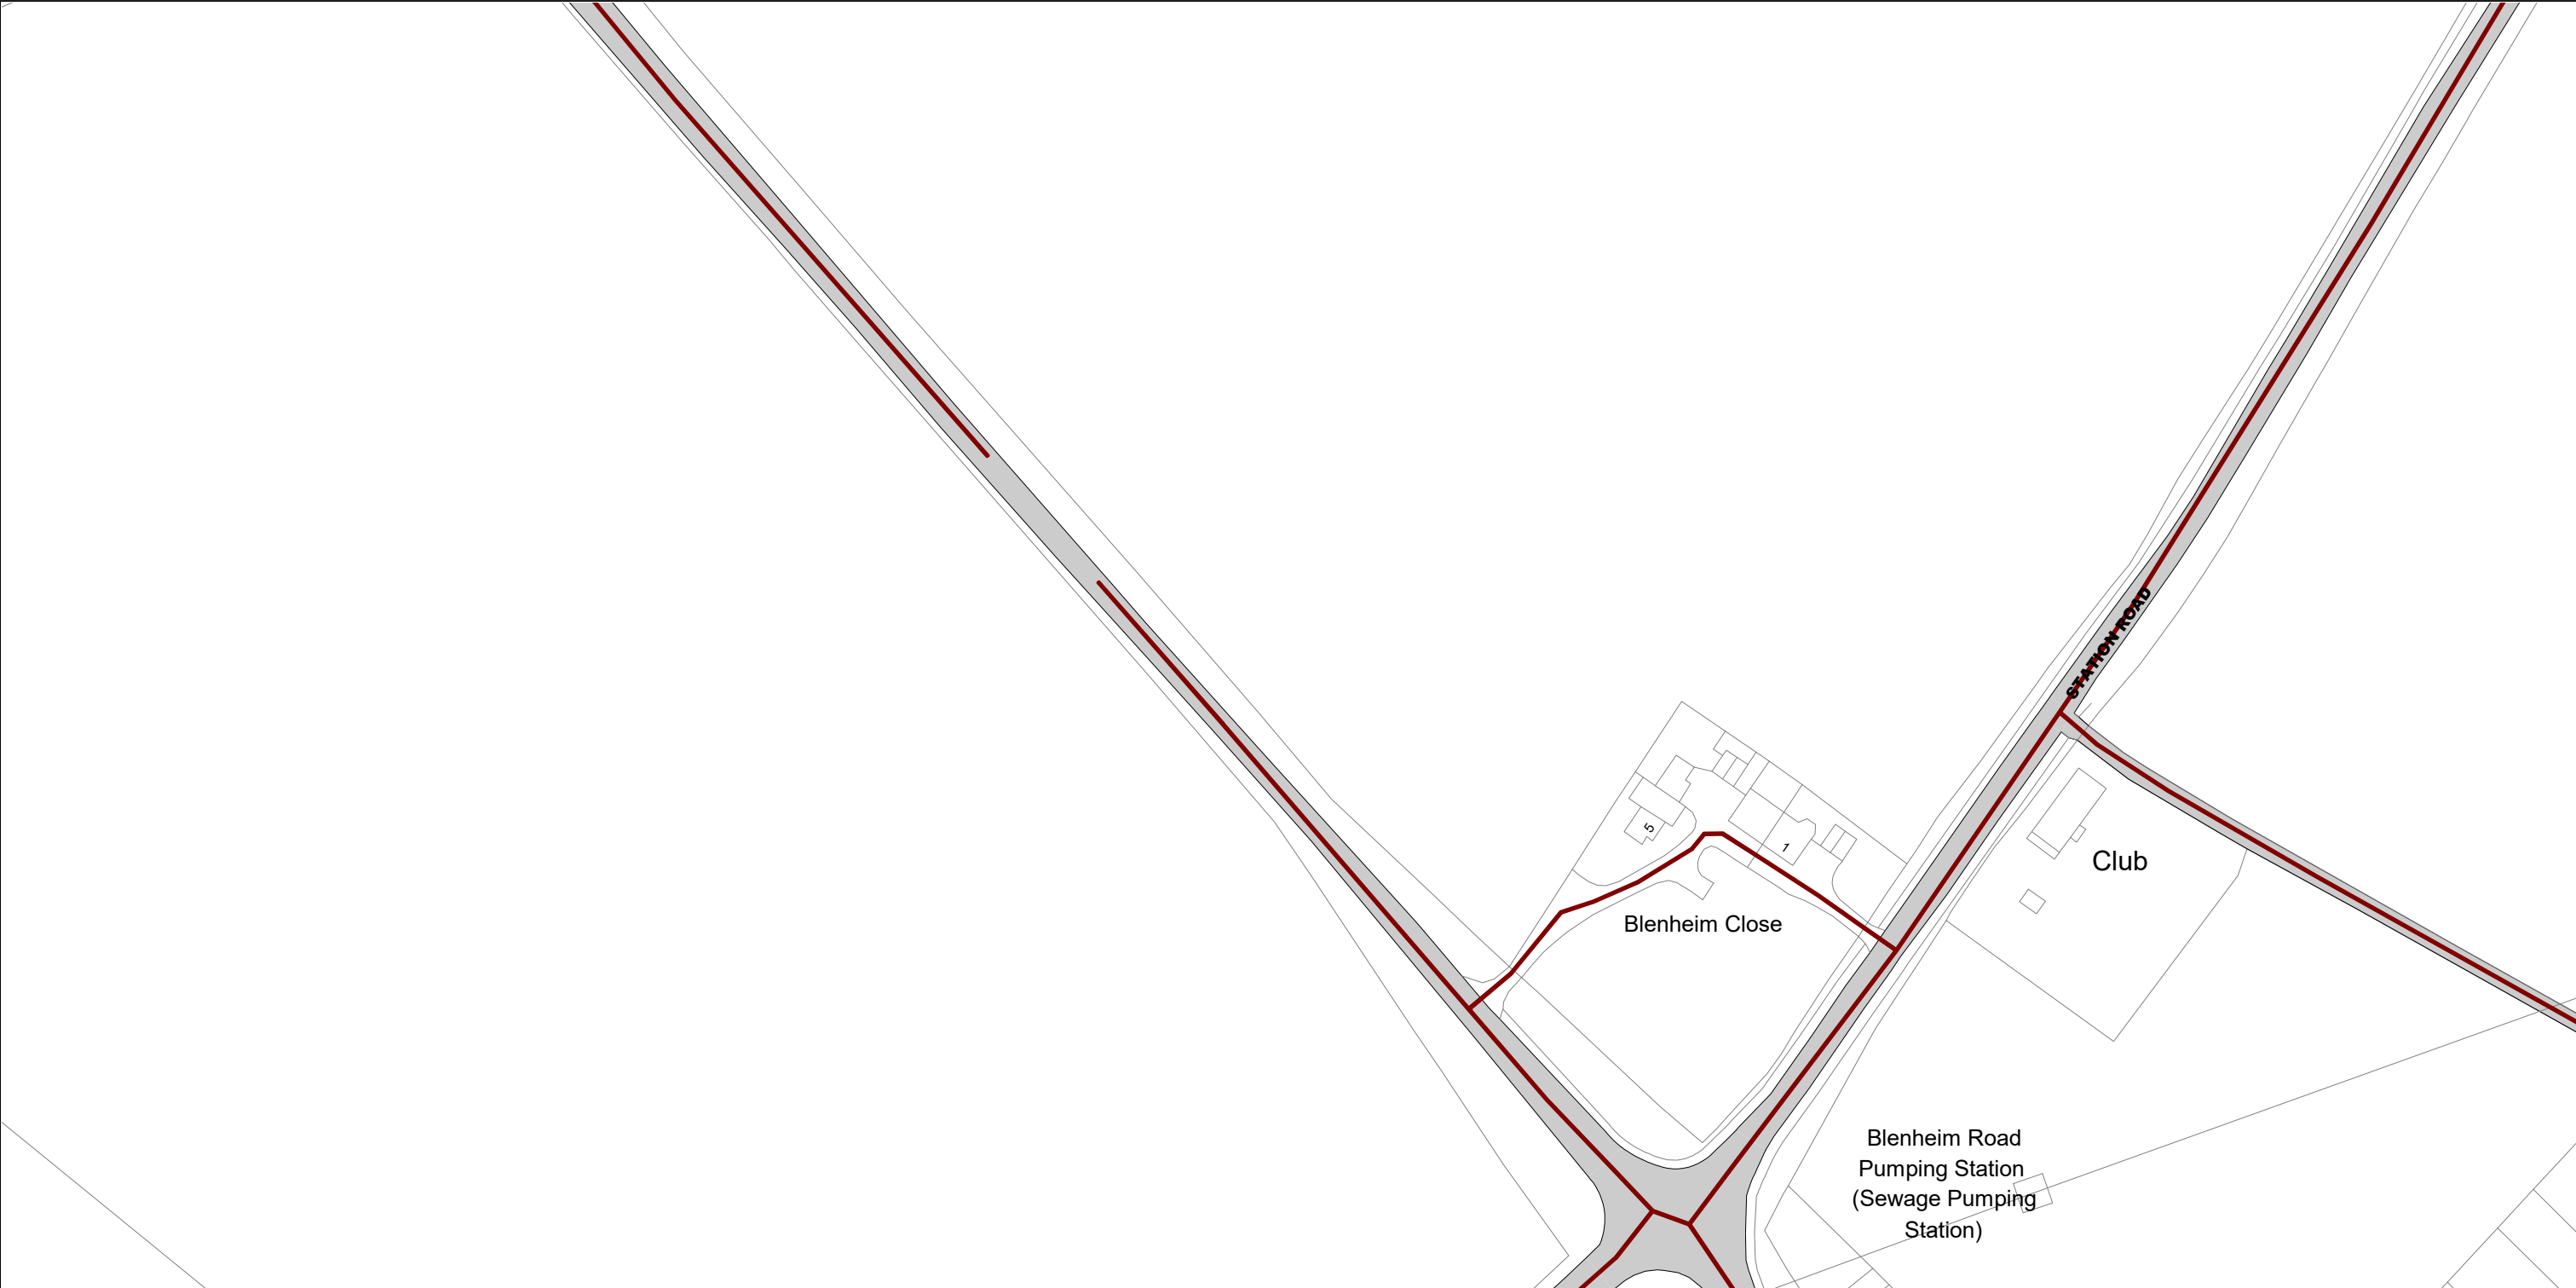 STATION ROAD
5
1
Club
Blenheim Close
Blenheim Road
Pumping Station
(Sewage Pumping
Station)